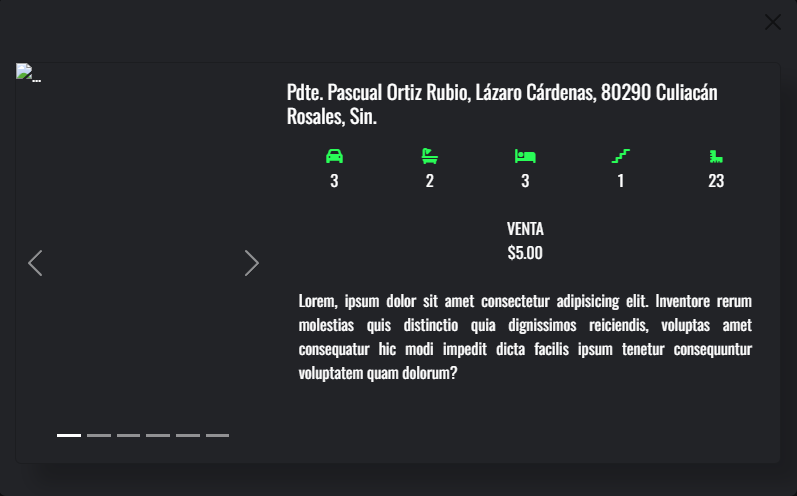 ...
Pdte. Pascual Ortiz Rubio, Lázaro Cárdenas, 80290 Culiacán
Rosales, Sin.
3 2 3 1 23
VENTA
$5.00
Lorem, ipsum dolor sit amet consectetur adipisicing elit. Inventore rerum
molestias quis distinctio quia dignissimos reiciendis, voluptas amet
consequatur hic modi impedit dicta facilis ipsum tenetur consequuntur
voluptatem quam dolorum?